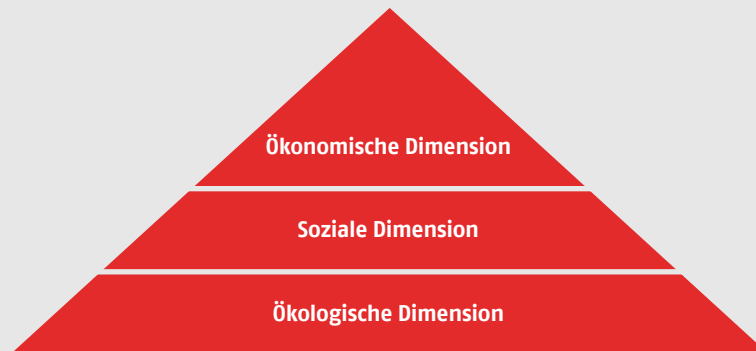 Ökonomische Dimension
Soziale Dimension
Ökologische Dimension